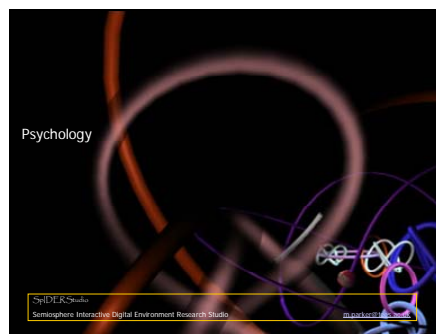 Psychology
SpIDERStudio
Semiosphere Interactive Digital Environment Research Studio